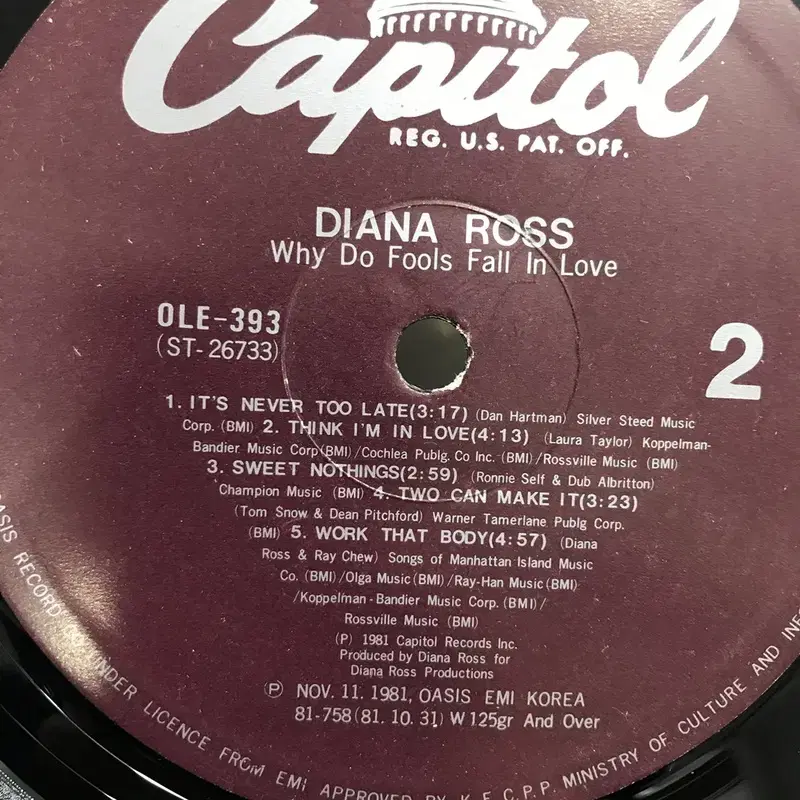 Capitol
REG. U.S. PAT. OFF.
DIANA ROSS
Why Do Fools Fall In Love
OLE-393
(ST-26733)
2
1. IT'S NEVER TOO LATE(3:17) (Dan Hartman) Silver Steed Music
Corp. (BMI) 2. THINK I'M IN LOVE(4:13) (Laura Taylor) Koppelman-
Bandier Music Corp(BMI)/Cochlea Publg. Co Inc. (BMI)/Rossville Music (BMI)
3. SWEET NOTHINGS(2:59) (Ronnie Self & Dub Albritton)
Champion Music (BMI) 4. TWO CAN MAKE IT(3:23)
(Tom Snow & Dean Pitchford) Warner Tamerlane Publg Corp.
(BMI) 5. WORK THAT BODY(4:57) (Diana
Ross & Ray Chew) Songs of Manhattan Island Music
Co. (BMI)/Olga Music(BMI)/Ray-Han Music(BMI)
/Koppelman-Bandier Music Corp. (BMI)/
Rossville Music (BMI)
(P) 1981 Capitol Records Inc.
Produced by Diana Ross for
Diana Ross Productions
℗ NOV. 11. 1981, OASIS EMI KOREA
81-758(81. 10. 31) W125gr And Over
OASIS RECORD CO UNDER LICENCE FROM EMI APPROVED BY K.E.C.P.P. MINISTRY OF CULTURE AND